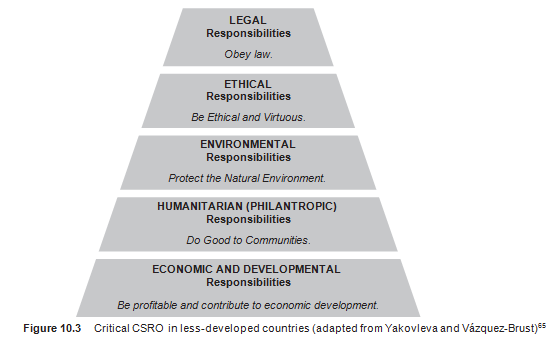 LEGAL
Responsibilities
Obey law.
ETHICAL
Responsibilities
Be Ethical and Virtuous.
ENVIRONMENTAL
Responsibilities
Protect the Natural Environment.
HUMANITARIAN (PHILANTROPIC)
Responsibilities
Do Good to Communities.
ECONOMIC AND DEVELOPMENTAL
Responsibilities
Be profitable and contribute to economic development.
Figure 10.3 Critical CSRO in less-developed countries (adapted from Yakovleva and Vázquez-Brust)65